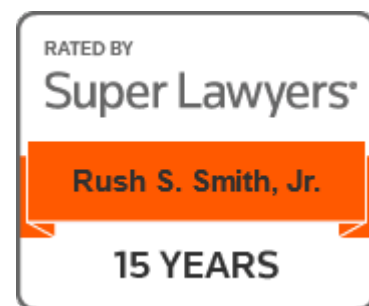 RATED BY
Super Lawyers®
Rush S. Smith, Jr.
15 YEARS